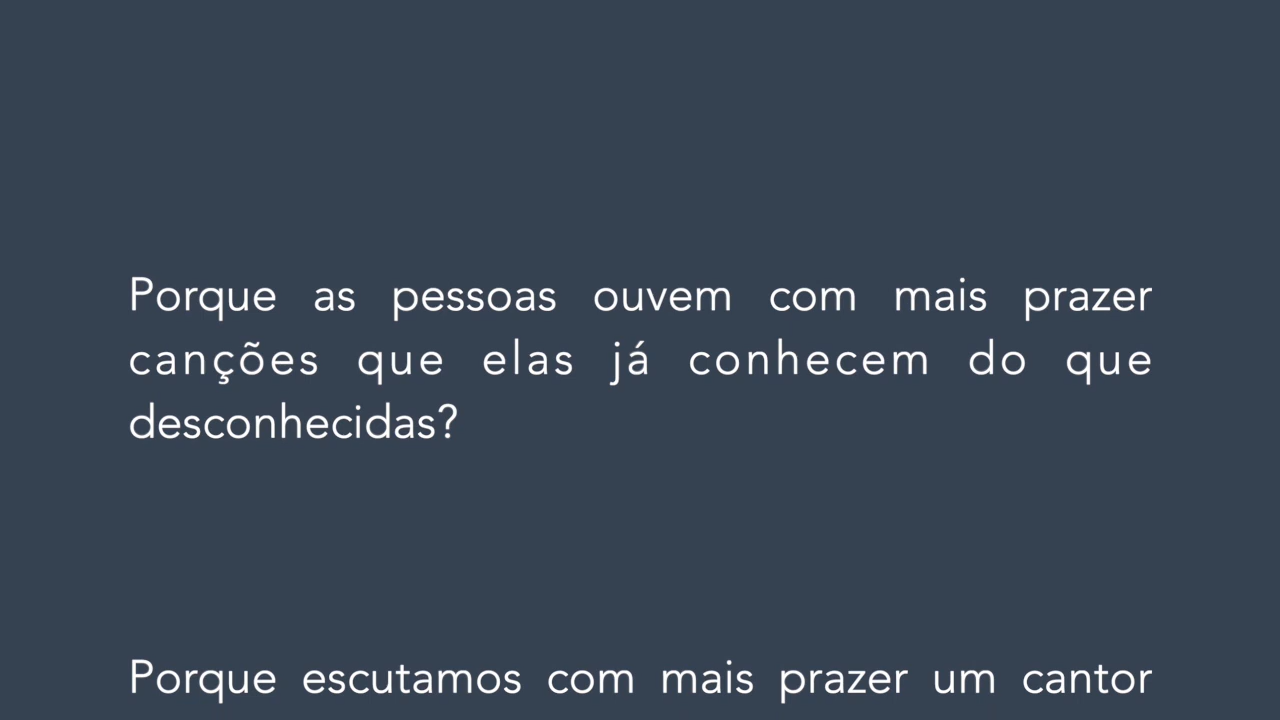 Porque as pessoas ouvem com mais prazer
canções que elas já conhecem do que
desconhecidas?
Porque escutamos com mais prazer um cantor